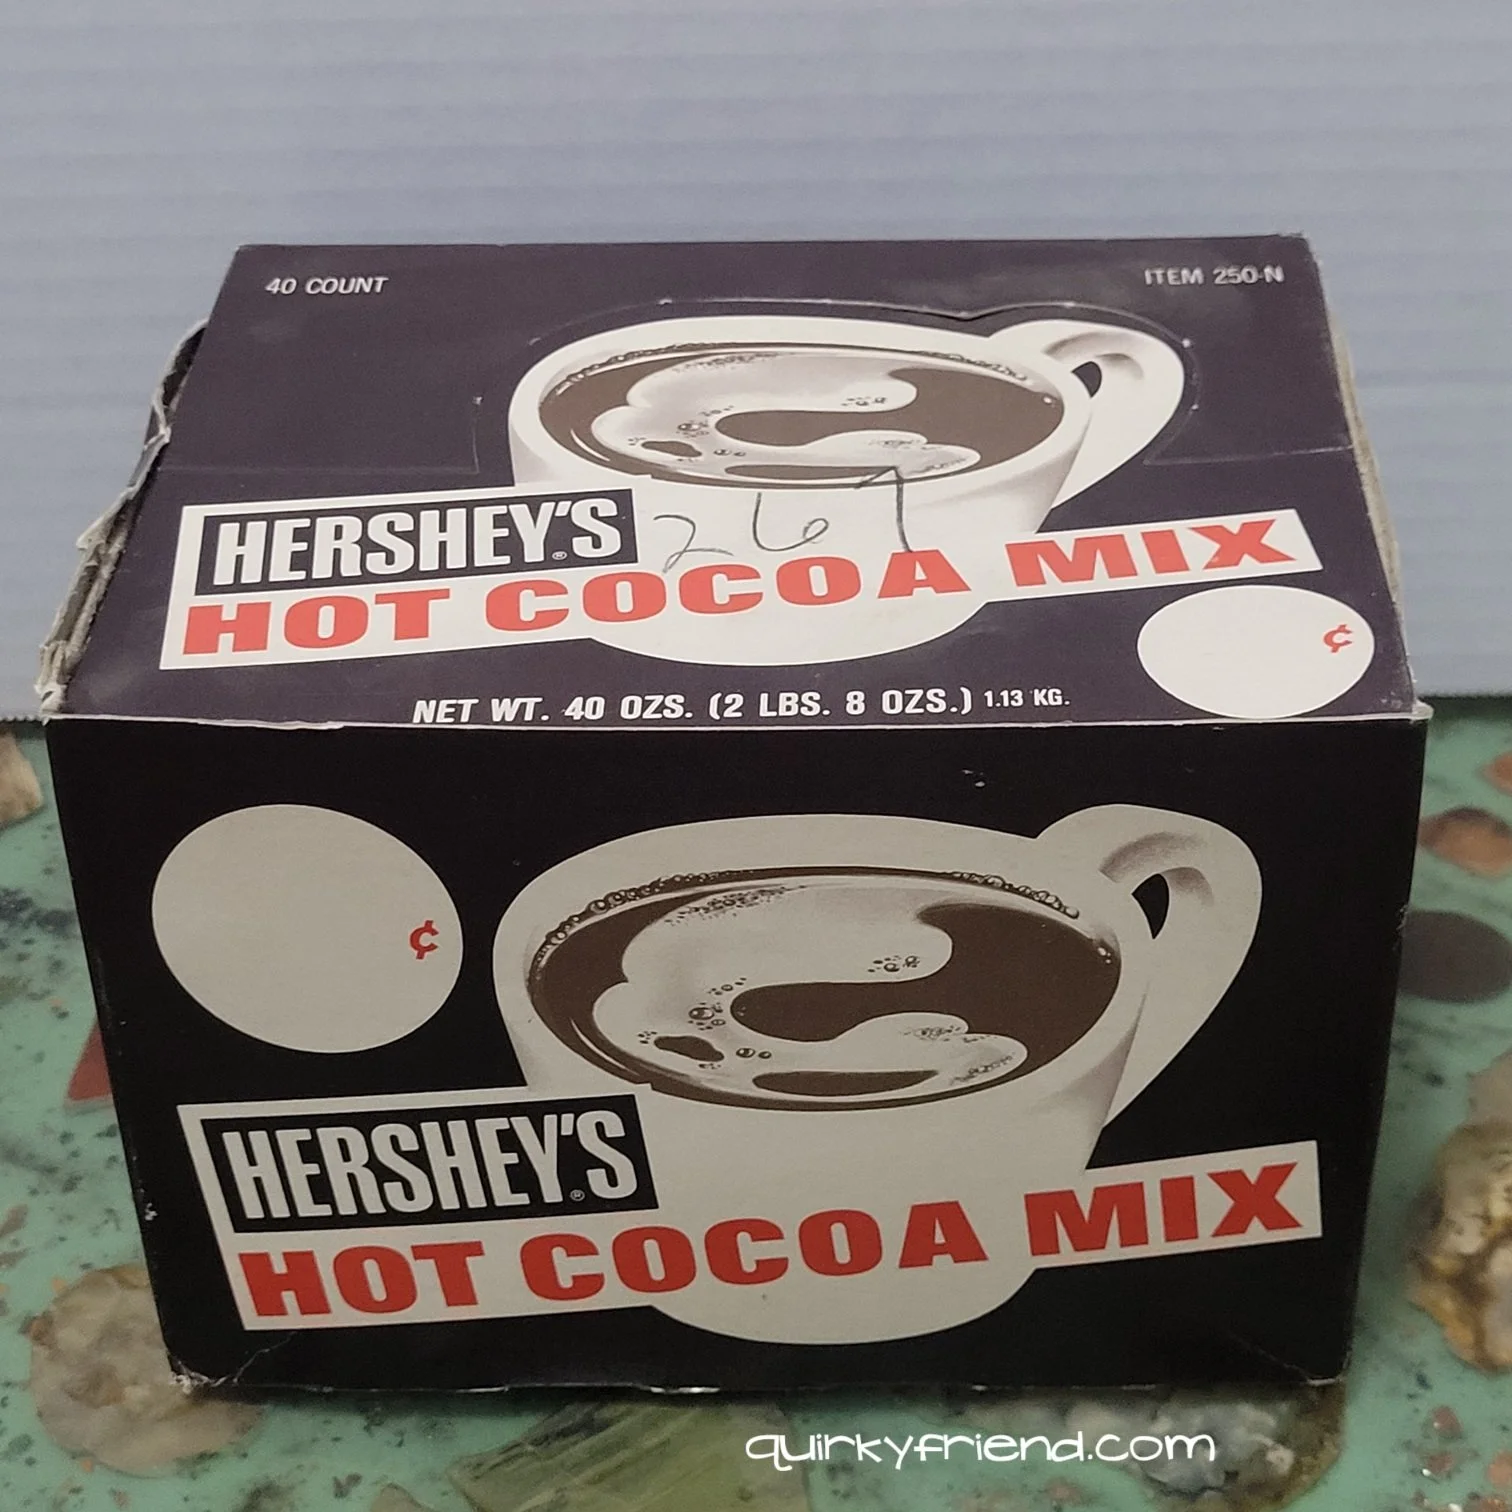 40 COUNT
ITEM 250-N
HERSHEY'S®
267
HOT COCOA MIX
¢
NET WT. 40 OZS. (2 LBS. 8 OZS.) 1.13 KG.
¢
HERSHEY'S®
HOT COCOA MIX
quirkyfriend.com